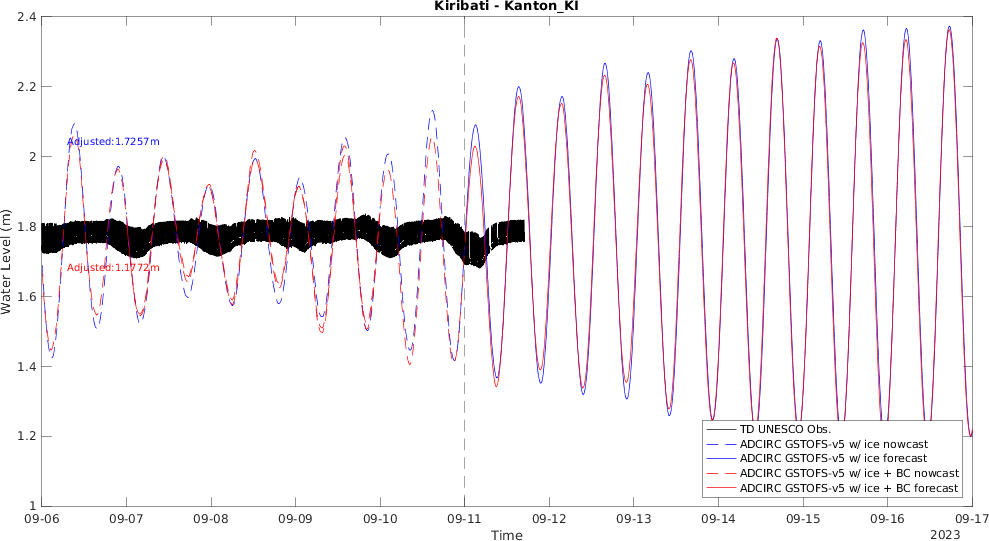 Kiribati - Kanton_KI
2.4
2.2
2
1.8
1.6
1.4
1.2
1
Water Level (m)
Adjusted:1.7257m
Adjusted:1.1772m
TD UNESCO Obs.
ADCIRC GSTOFS-v5 w/ ice nowcast
ADCIRC GSTOFS-v5 w/ ice forecast
ADCIRC GSTOFS-v5 w/ ice + BC nowcast
ADCIRC GSTOFS-v5 w/ ice + BC forecast
09-06 09-07 09-08 09-09 09-10 09-11 09-12 09-13 09-14 09-15 09-16 09-17
Time
2023